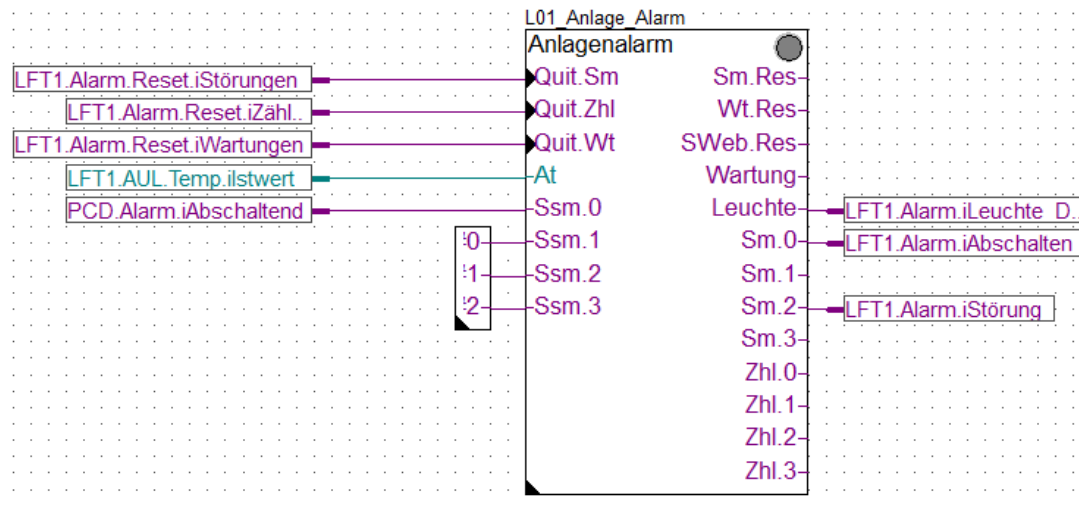 L01_Anlage_Alarm
Anlagenalarm
LFT1.Alarm.Reset.iStörungen
Quit.Sm
Sm.Res
LFT1.Alarm.Reset.iZähl..
Quit.Zhl
Wt.Res
LFT1.Alarm.Reset.iWartungen
Quit.Wt
SWeb.Res
LFT1.AUL.Temp.iIstwert
At
Wartung
PCD.Alarm.iAbschaltend
Ssm.0
Leuchte
LFT1.Alarm.iLeuchte_D..
0
Ssm.1
Sm.0
LFT1.Alarm.iAbschalten
1
Ssm.2
Sm.1
2
Ssm.3
Sm.2
LFT1.Alarm.iStörung
Sm.3
Zhl.0
Zhl.1
Zhl.2
Zhl.3